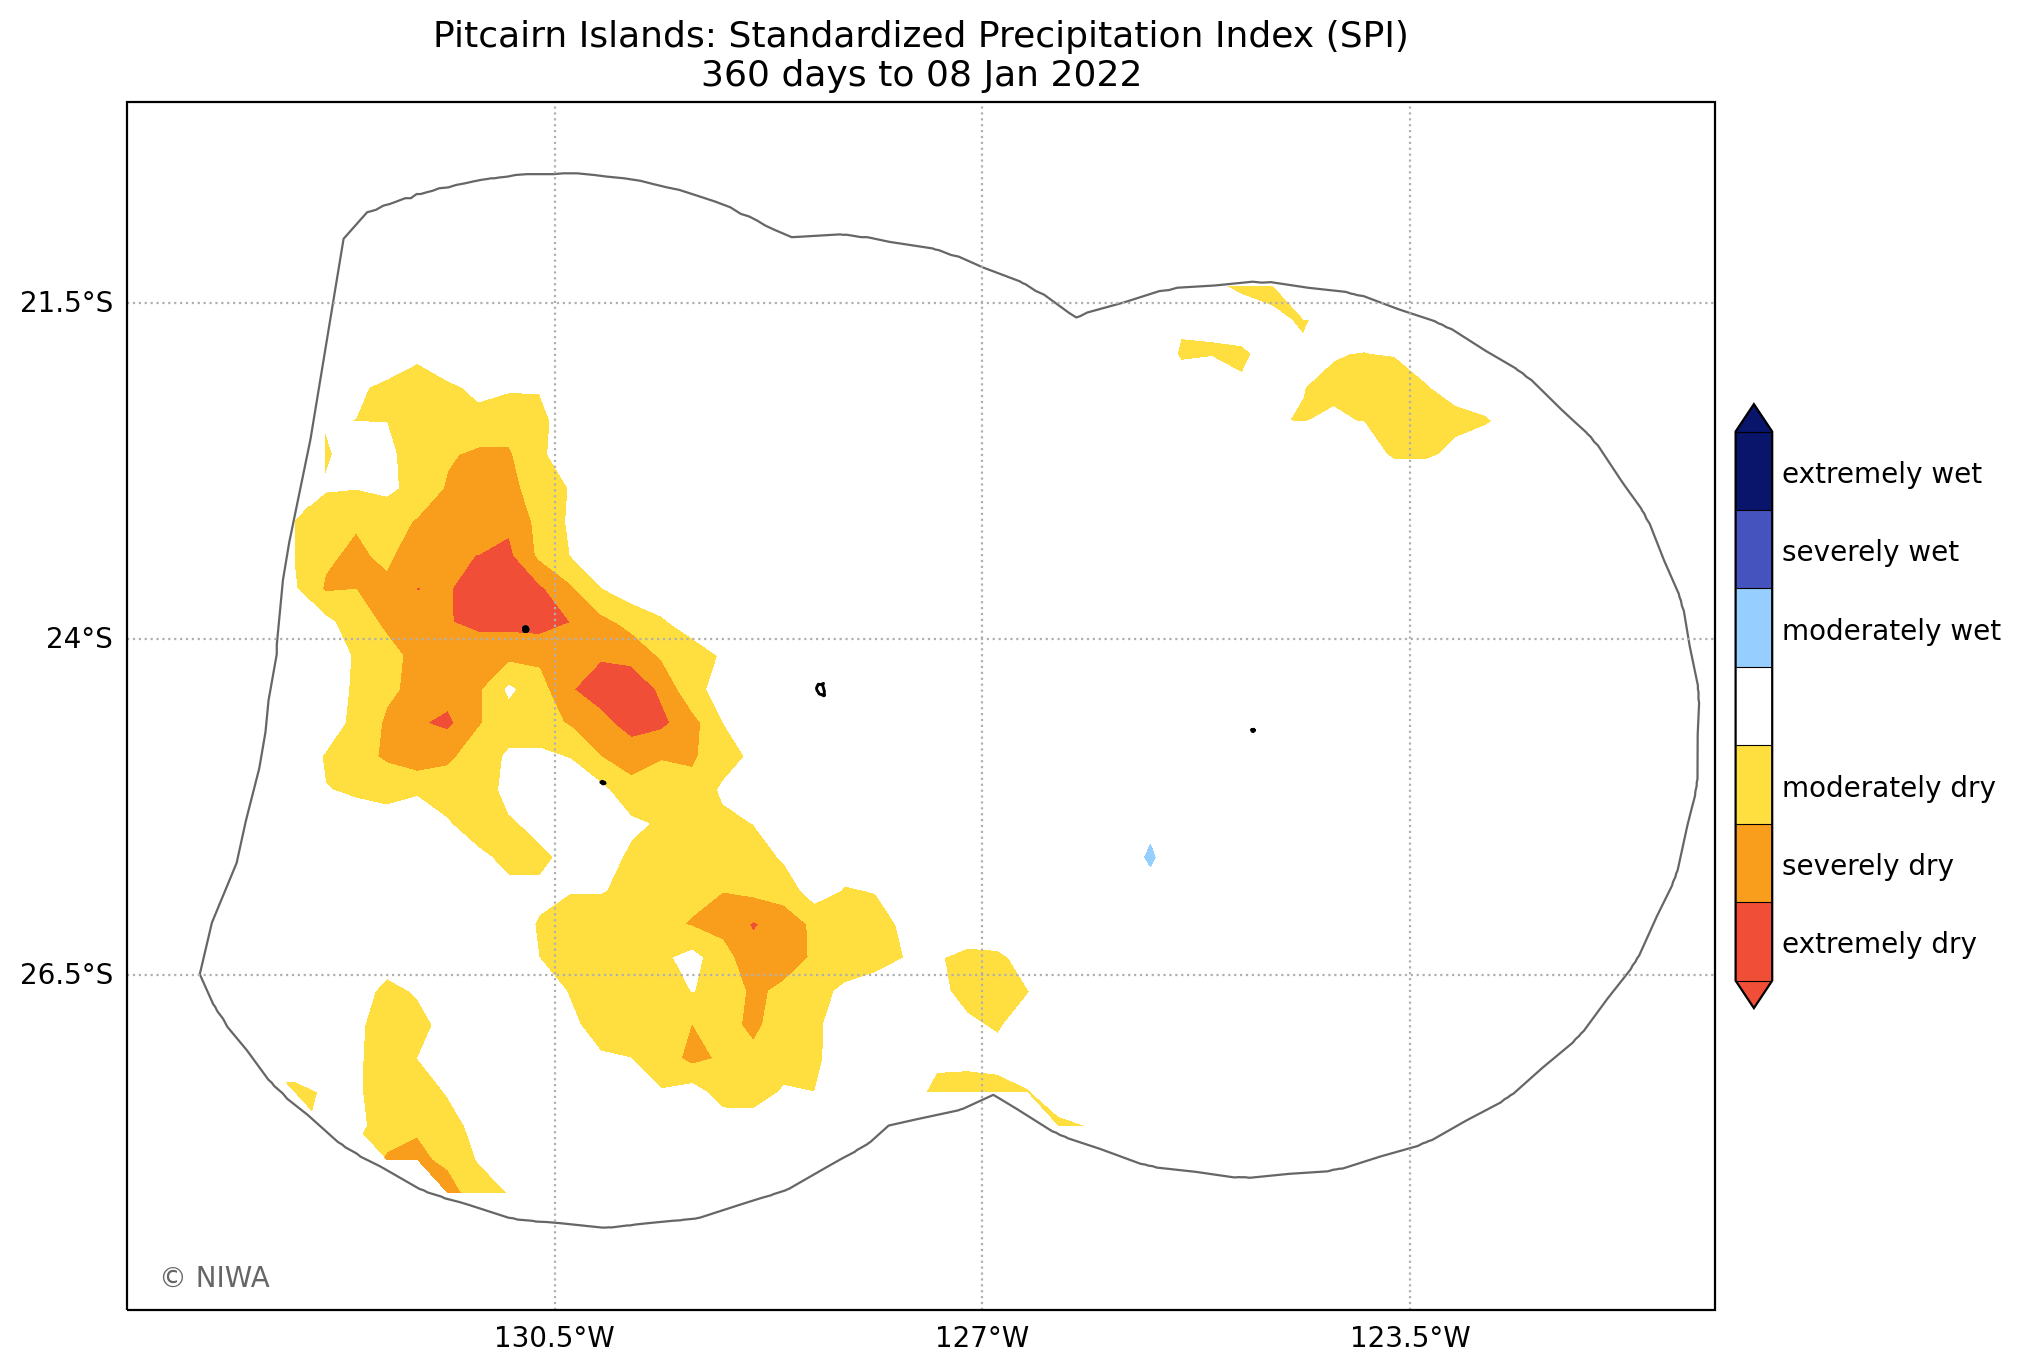 Pitcairn Islands: Standardized Precipitation Index (SPI)
360 days to 08 Jan 2022
21.5°S
24°S
26.5°S
130.5°W
127°W
123.5°W
extremely wet
severely wet
moderately wet
moderately dry
severely dry
extremely dry
© NIWA